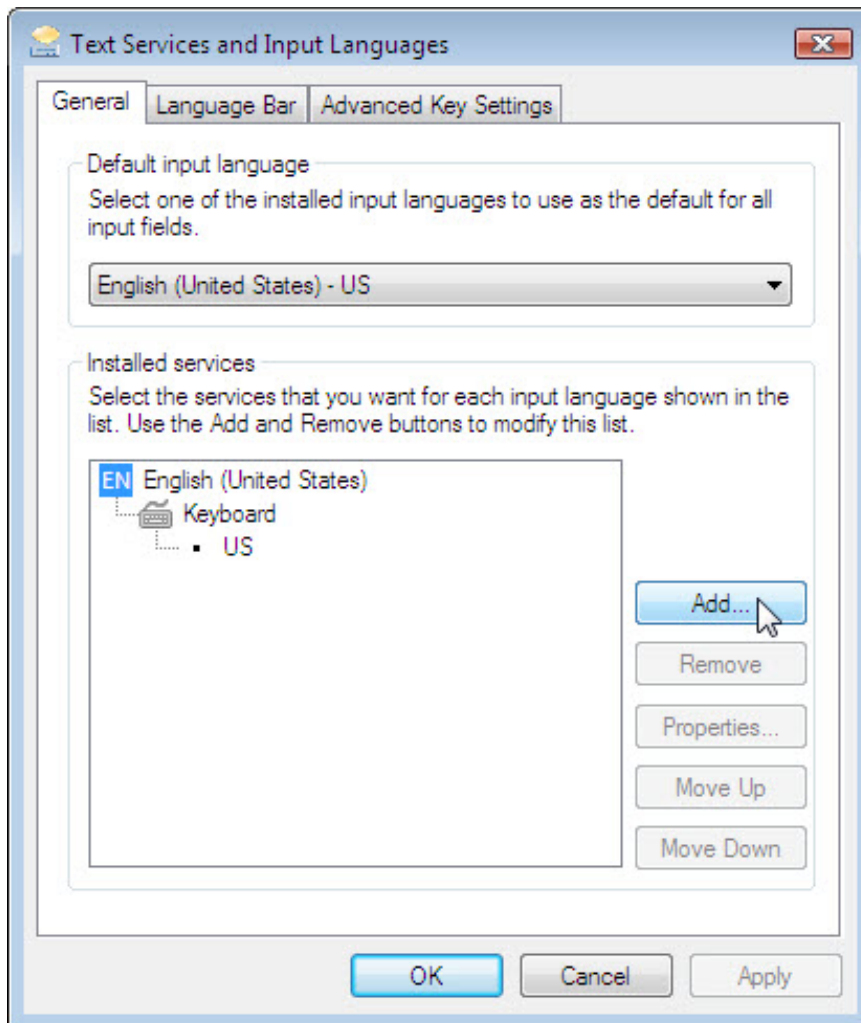 Text Services and Input Languages
General
Language Bar
Advanced Key Settings
Default input language
Select one of the installed input languages to use as the default for all
input fields.
English (United States) - US
Installed services
Select the services that you want for each input language shown in the
list. Use the Add and Remove buttons to modify this list.
EN English (United States)
Keyboard
US
Add...
Remove
Properties...
Move Up
Move Down
OK
Cancel
Apply